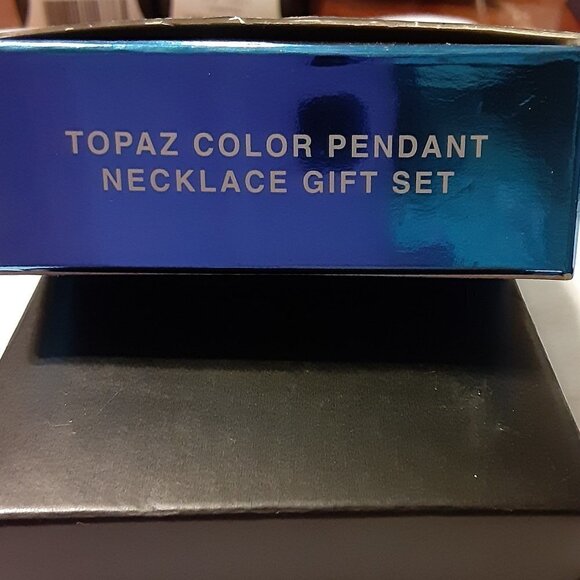 TOPAZ COLOR PENDANT
NECKLACE GIFT SET